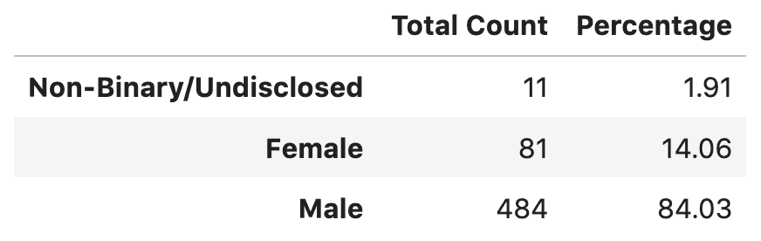 Total Count Percentage
Non-Binary/Undisclosed 11 1.91
Female 81 14.06
Male 484 84.03